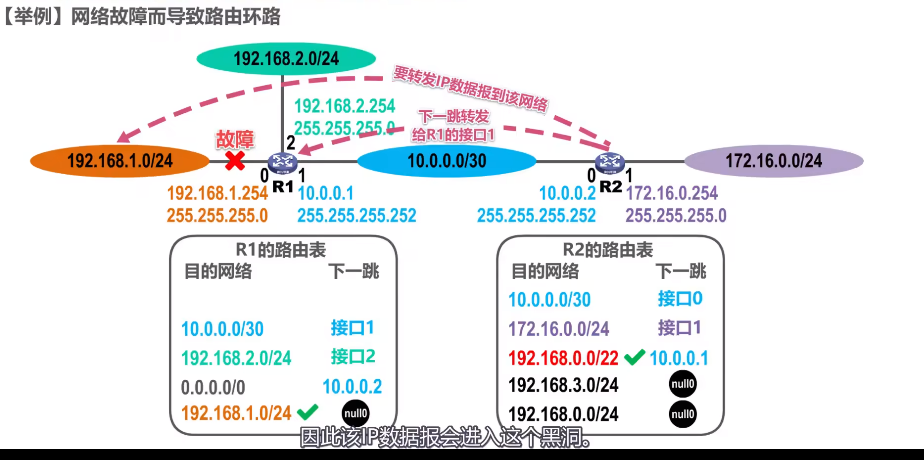 【举例】网络故障而导致路由环路
192.168.2.0/24
要转发IP数据报到该网络
192.168.2.254
255.255.255.0
下一跳转发
给R1的接口1
故障
2
192.168.1.0/24
10.0.0.0/30
172.16.0.0/24
0
1
R1
0
1
R2
192.168.1.254
255.255.255.0
10.0.0.1
255.255.255.252
10.0.0.2
255.255.255.252
172.16.0.254
255.255.255.0
R1的路由表
目的网络 下一跳
10.0.0.0/30 接口1
192.168.2.0/24 接口2
0.0.0.0/0 10.0.0.2
192.168.1.0/24 null0
R2的路由表
目的网络 下一跳
10.0.0.0/30 接口0
172.16.0.0/24 接口1
192.168.0.0/22 10.0.0.1
192.168.3.0/24 null0
192.168.0.0/24 null0
因此该IP数据报会进入这个黑洞.